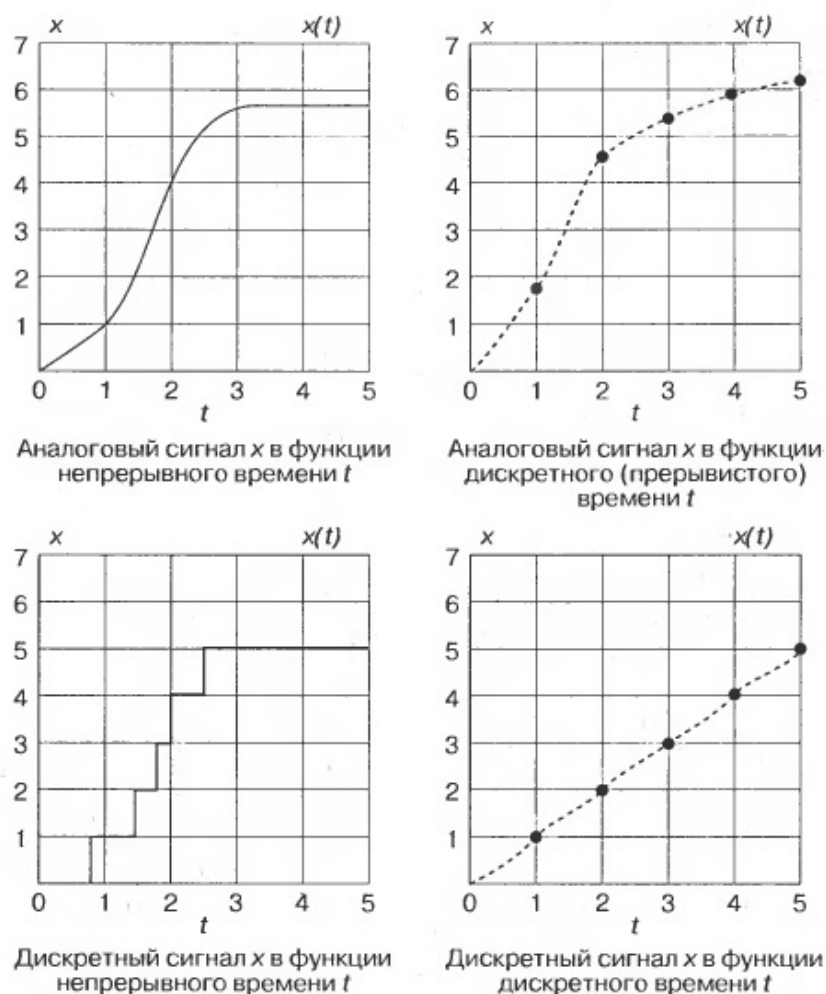 x x(t)
7
6
5
4
3
2
1
0 1 2 3 4 5
t
Аналоговый сигнал x в функции
непрерывного времени t
x x(t)
7
6
5
4
3
2
1
0 1 2 3 4 5
t
Аналоговый сигнал x в функции
дискретного (прерывистого)
времени t
x x(t)
7
6
5
4
3
2
1
0 1 2 3 4 5
t
Дискретный сигнал x в функции
непрерывного времени t
x x(t)
7
6
5
4
3
2
1
0 1 2 3 4 5
t
Дискретный сигнал x в функции
дискретного времени t